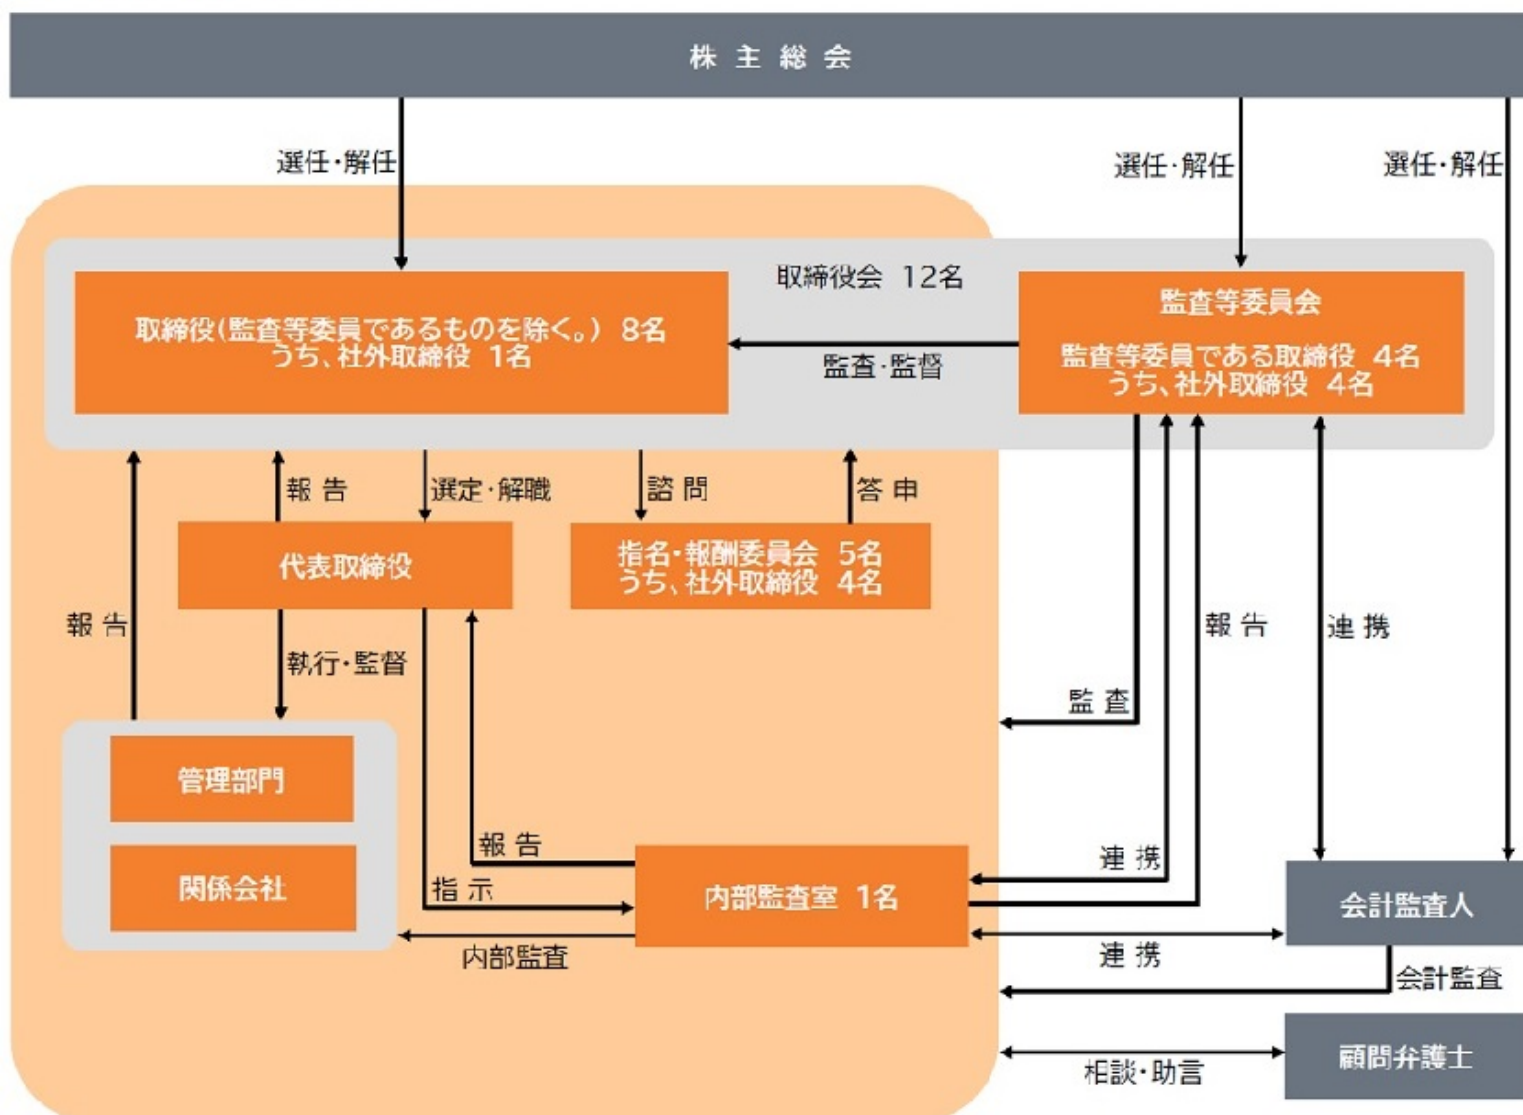 株主総会
選任・解任
選任・解任
選任・解任
取締役会 12名
取締役(監査等委員であるものを除く。) 8名
うち、社外取締役 1名
監査・監督
監査等委員会
監査等委員である取締役 4名
うち、社外取締役 4名
報告
選定・解職
諮問
答申
代表取締役
指名・報酬委員会 5名
うち、社外取締役 4名
報告
執行・監督
報告
連携
監査
管理部門
関係会社
報告
指示
内部監査室 1名
内部監査
連携
連携
会計監査人
会計監査
相談・助言
顧問弁護士